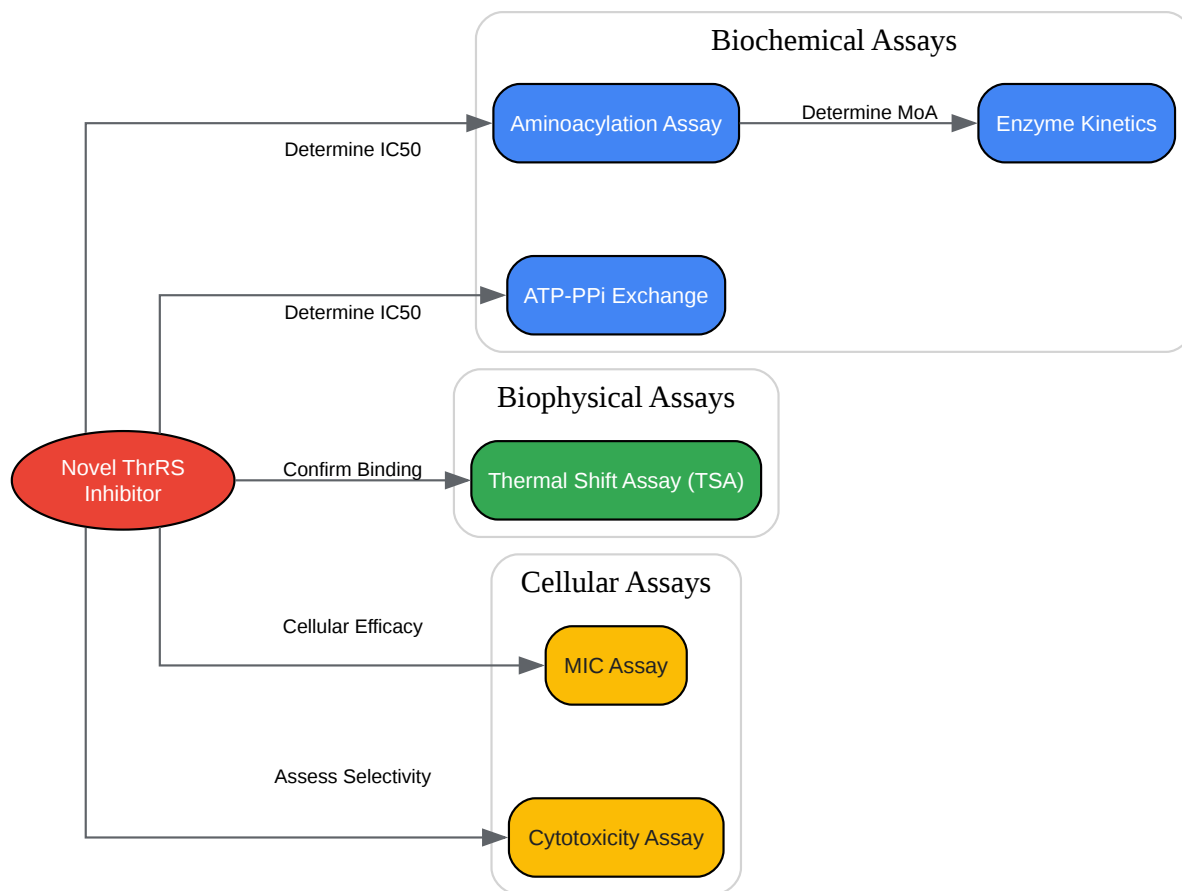 Biochemical Assays
Aminoacylation Assay
Determine MoA
Enzyme Kinetics
Determine IC50
ATP-PPi Exchange
Determine IC50
Biophysical Assays
Novel ThrRS
Inhibitor
Confirm Binding
Thermal Shift Assay (TSA)
Cellular Assays
Cellular Efficacy
MIC Assay
Assess Selectivity
Cytotoxicity Assay